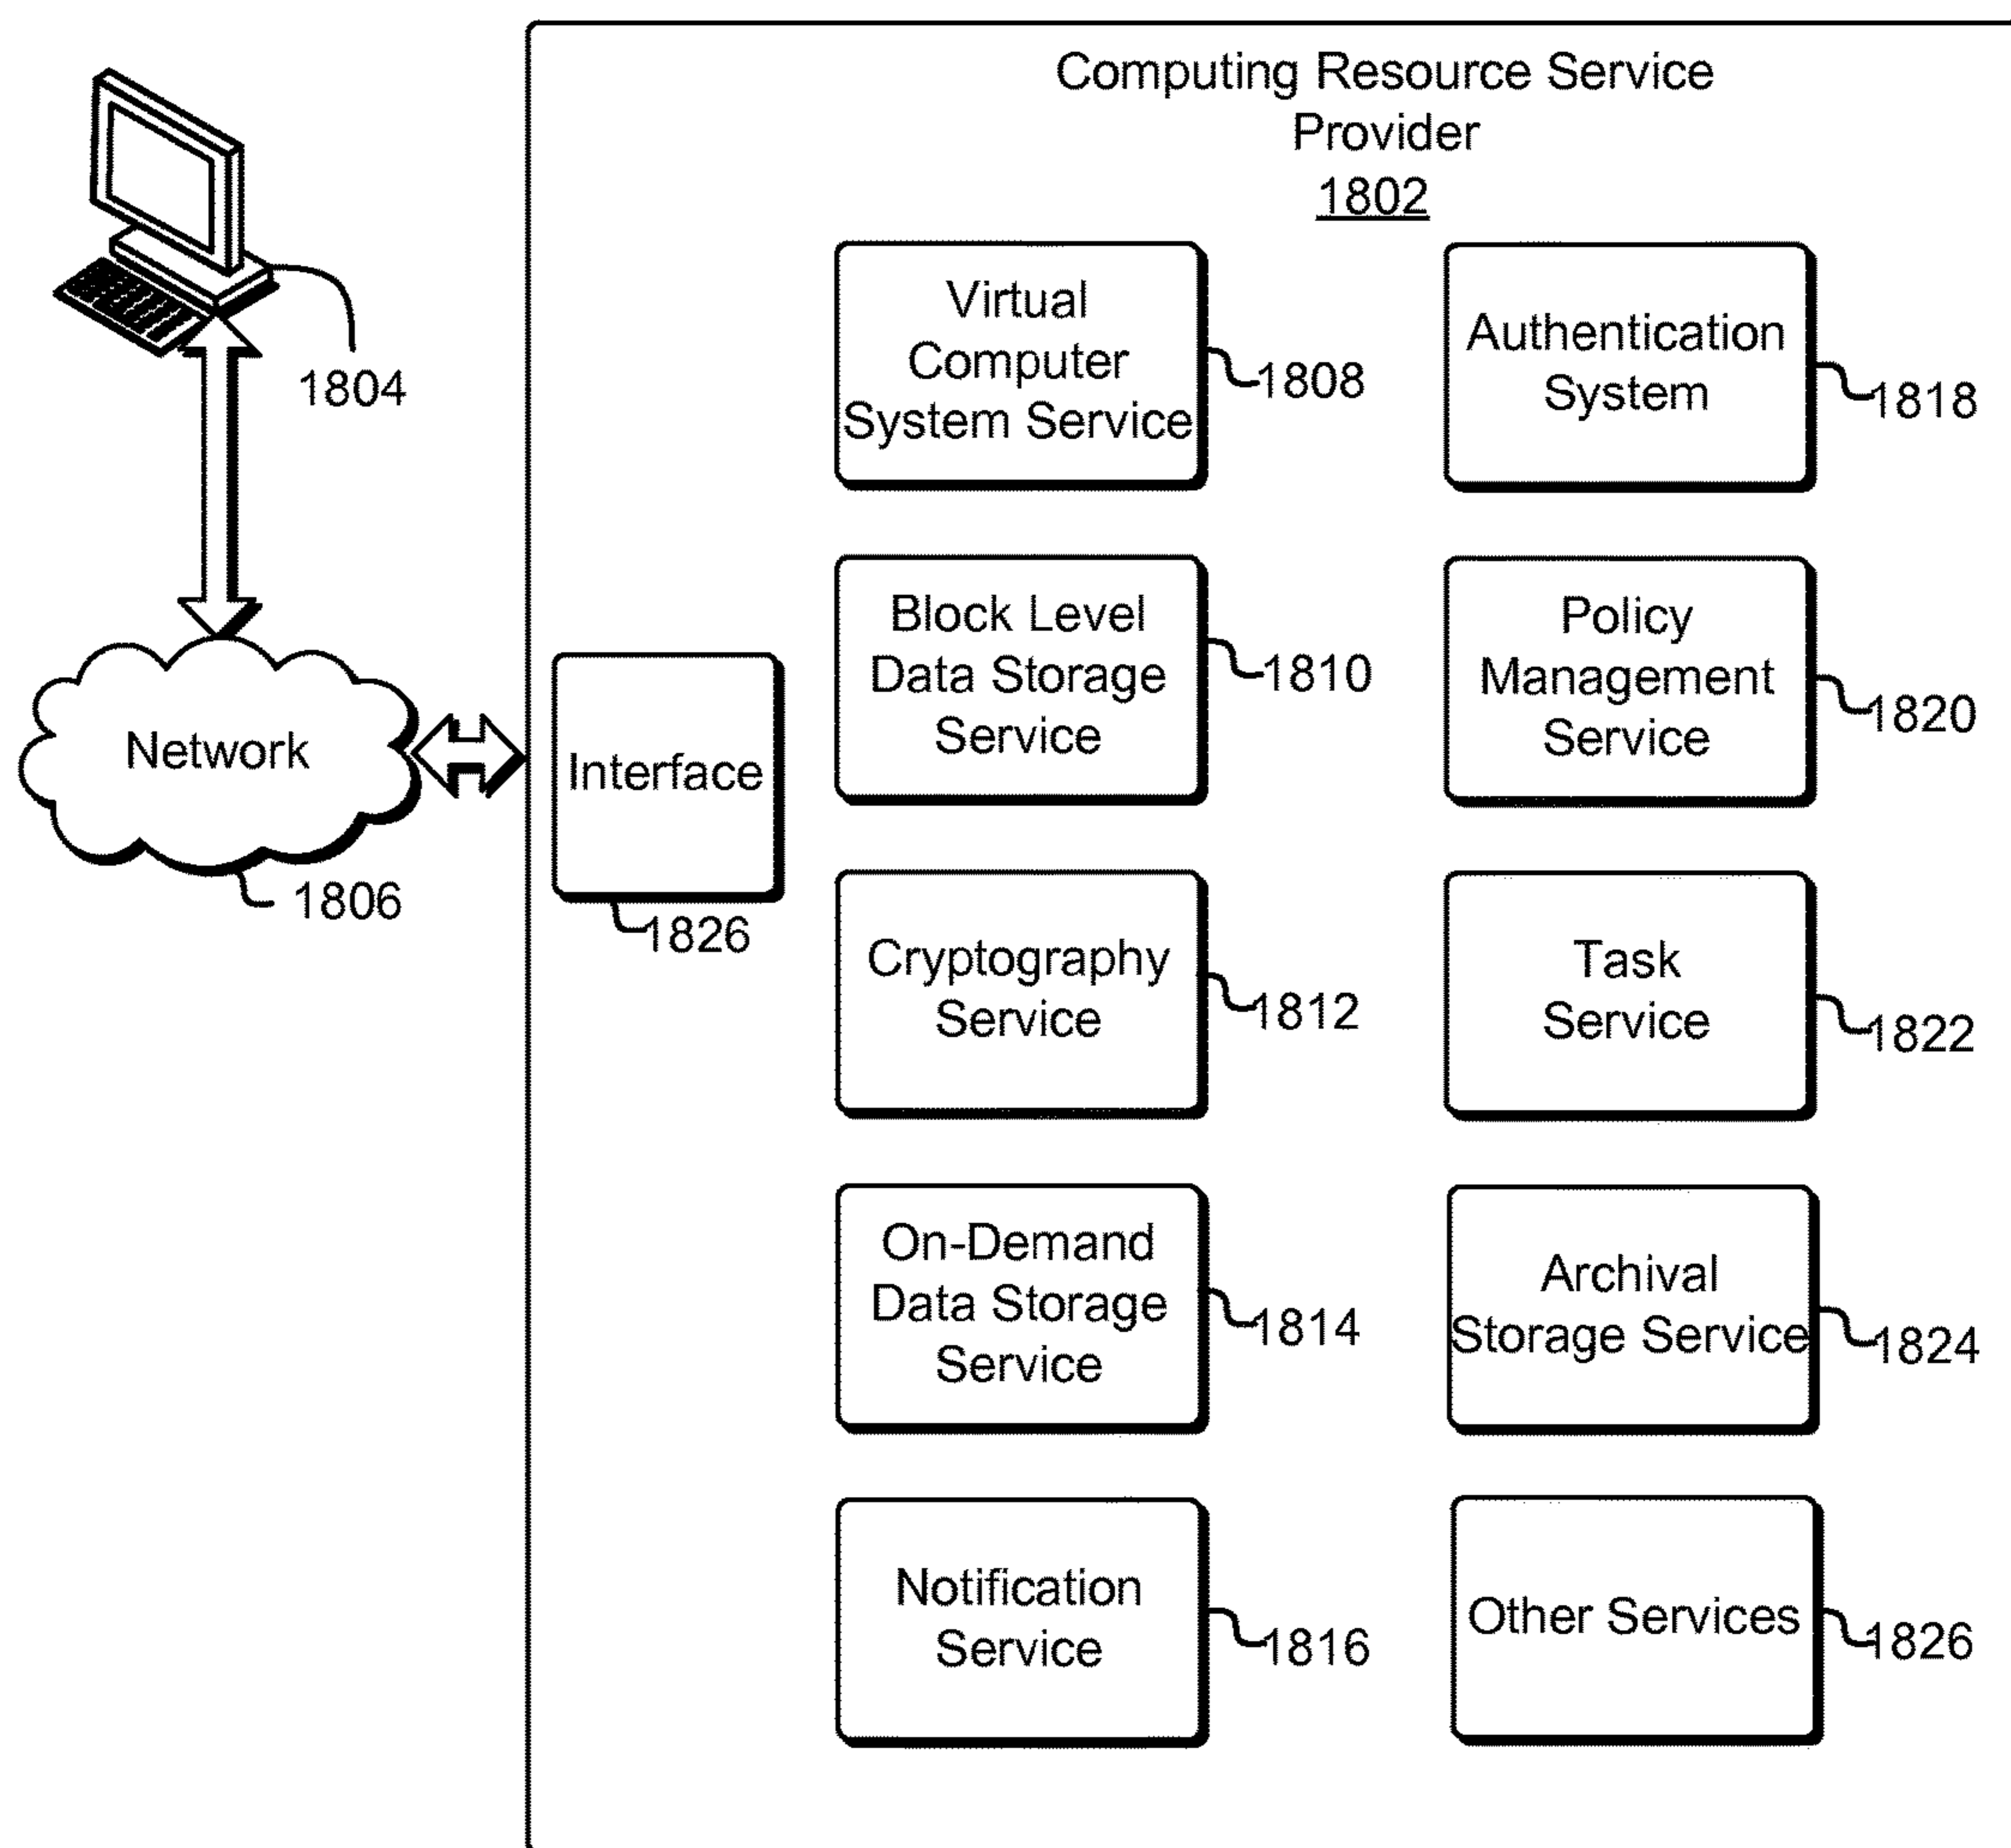 Computing Resource Service
Provider
1802
1804
Network
1806
Interface
1826
Virtual
Computer
System Service
1808
Authentication
System
1818
Block Level
Data Storage
Service
1810
Policy
Management
Service
1820
Cryptography
Service
1812
Task
Service
1822
On-Demand
Data Storage
Service
1814
Archival
Storage Service
1824
Notification
Service
1816
Other Services
1826